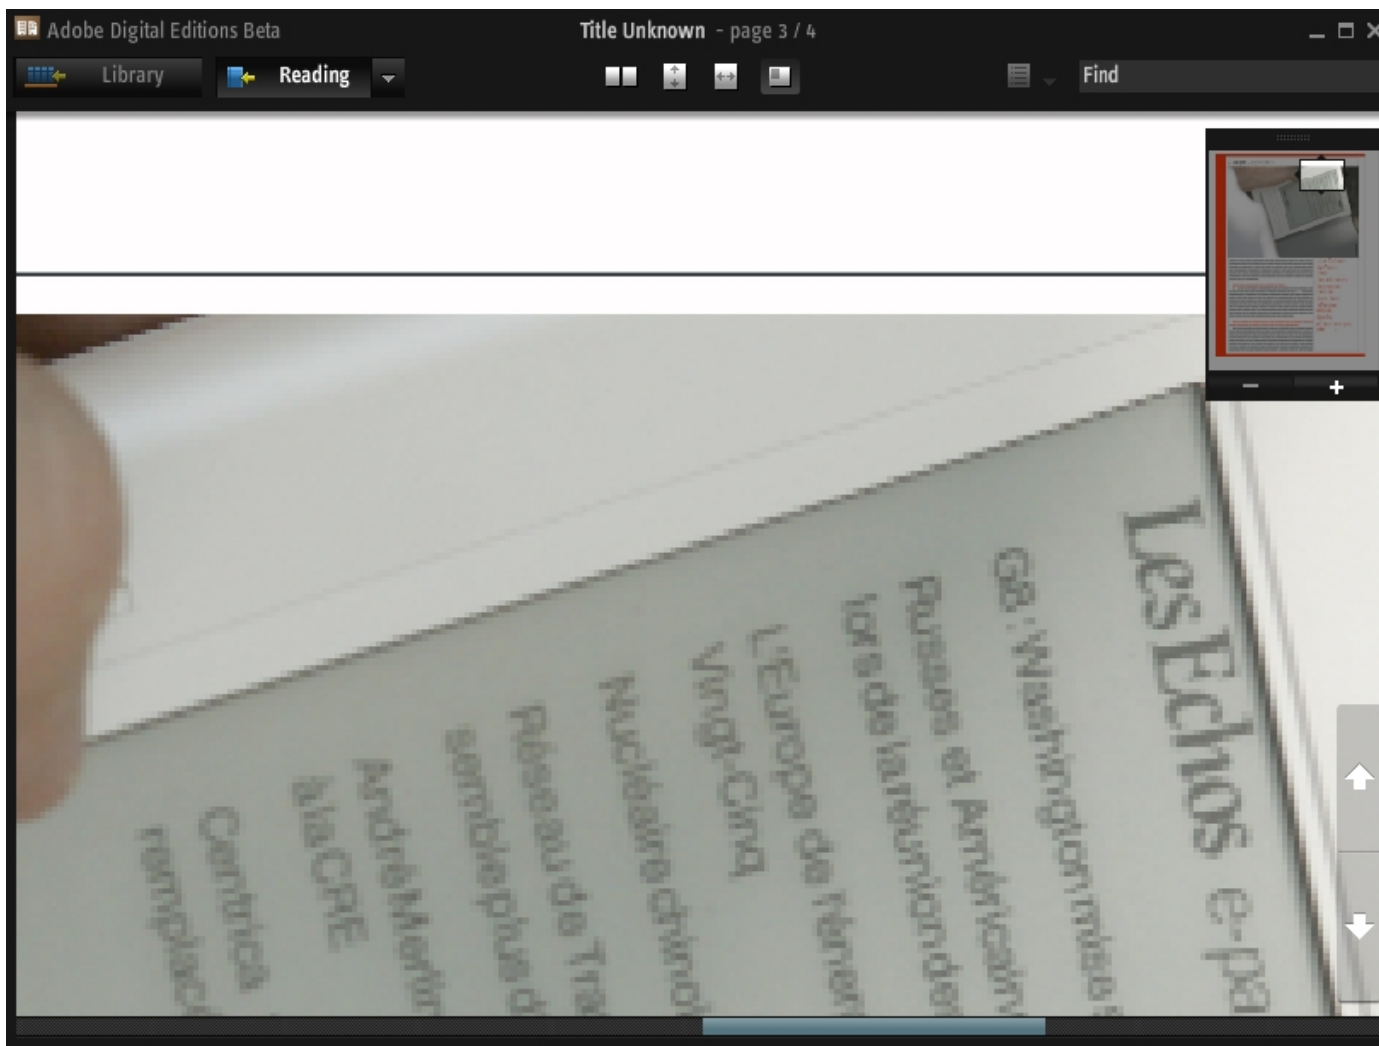 Adobe Digital Editions Beta
Title Unknown - page 3 / 4
Library
Reading
Find
Les Echos e-pa
G8 : Washington mise
Russes et Américain
lors de la réunion de
L'Europe de l'éner
Vingt-Cinq
Nucléaire chinoi
Réseau de Tra
semble plus d
André Merlin
à la CRE
Centrica
remplac